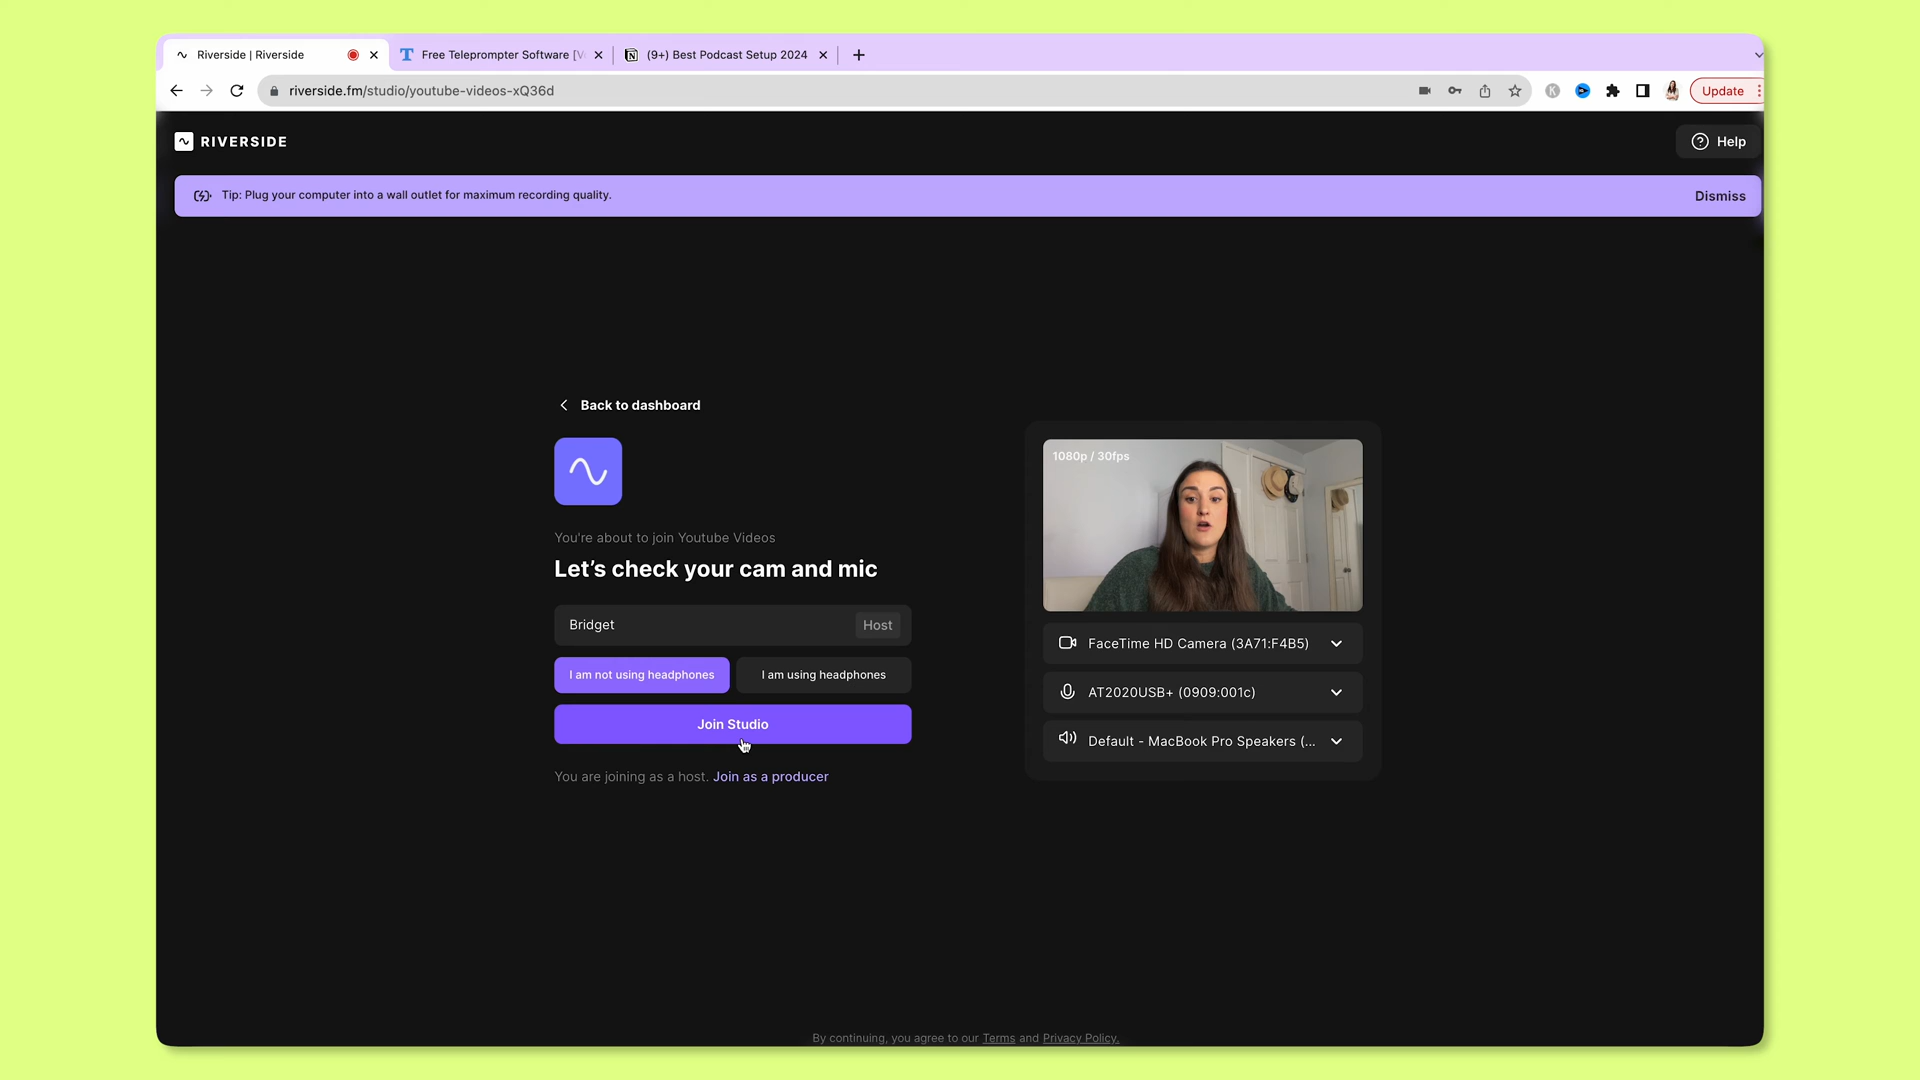 Riverside | Riverside
Free Teleprompter Software [V
(9+) Best Podcast Setup 2024
riverside.fm/studio/youtube-videos-xQ36d
K
Update
RIVERSIDE
Help
Tip: Plug your computer into a wall outlet for maximum recording quality.
Dismiss
Back to dashboard
You're about to join Youtube Videos
Let's check your cam and mic
Bridget
Host
I am not using headphones
I am using headphones
Join Studio
You are joining as a host. Join as a producer
1080p / 30fps
FaceTime HD Camera (3A71:F4B5)
AT2020USB+ (0909:001c)
Default - MacBook Pro Speakers (...
By continuing, you agree to our Terms and Privacy Policy.